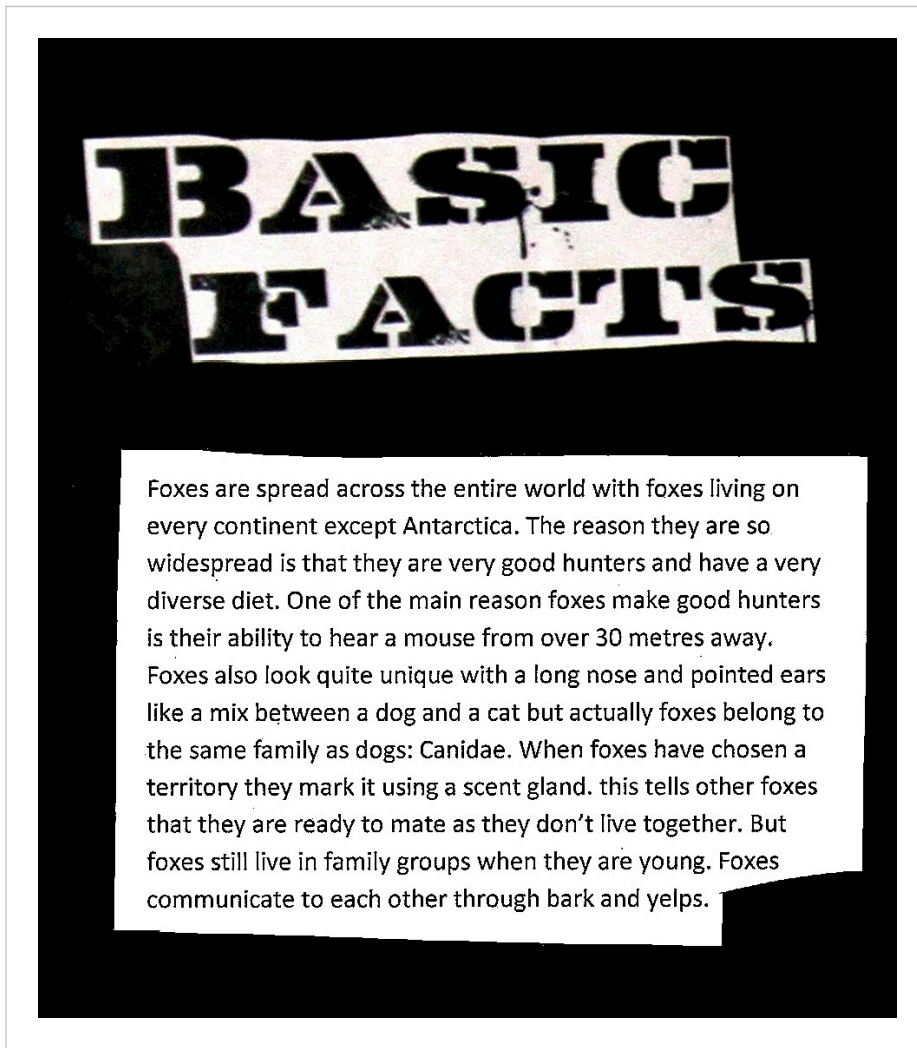 BASIC
FACTS
Foxes are spread across the entire world with foxes living on
every continent except Antarctica. The reason they are so
widespread is that they are very good hunters and have a very
diverse diet. One of the main reason foxes make good hunters
is their ability to hear a mouse from over 30 metres away.
Foxes also look quite unique with a long nose and pointed ears
like a mix between a dog and a cat but actually foxes belong to
the same family as dogs: Canidae. When foxes have chosen a
territory they mark it using a scent gland. this tells other foxes
that they are ready to mate as they don't live together. But
foxes still live in family groups when they are young. Foxes
communicate to each other through bark and yelps.